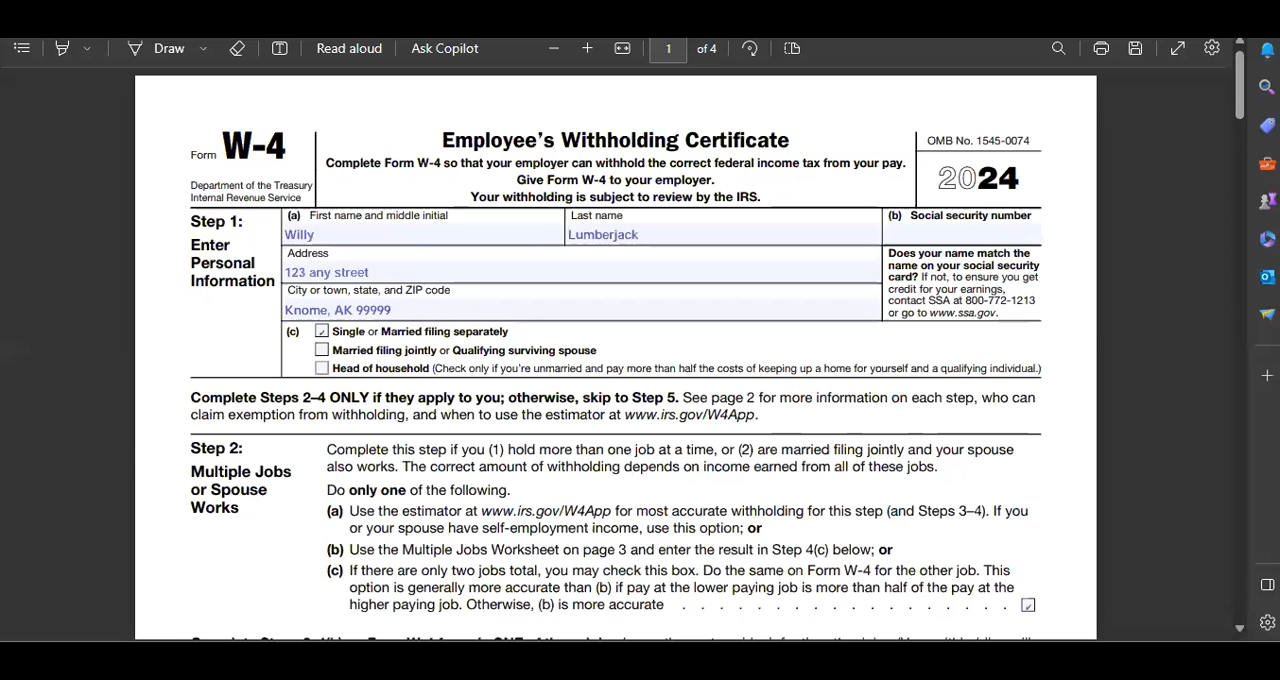 Draw
Read aloud
Ask Copilot
1 of 4
Form W-4
Department of the Treasury
Internal Revenue Service
Employee's Withholding Certificate
Complete Form W-4 so that your employer can withhold the correct federal income tax from your pay.
Give Form W-4 to your employer.
Your withholding is subject to review by the IRS.
OMB No. 1545-0074
2024
Step 1:
Enter
Personal
Information
(a) First name and middle initial
Willy
Last name
Lumberjack
(b) Social security number
Address
123 any street
City or town, state, and ZIP code
Knome, AK 99999
Does your name match the
name on your social security
card? If not, to ensure you get
credit for your earnings,
contact SSA at 800-772-1213
or go to www.ssa.gov.
(c) Single or Married filing separately
Married filing jointly or Qualifying surviving spouse
Head of household (Check only if you're unmarried and pay more than half the costs of keeping up a home for yourself and a qualifying individual.)
Complete Steps 2–4 ONLY if they apply to you; otherwise, skip to Step 5. See page 2 for more information on each step, who can
claim exemption from withholding, and when to use the estimator at www.irs.gov/W4App.
Step 2:
Multiple Jobs
or Spouse
Works
Complete this step if you (1) hold more than one job at a time, or (2) are married filing jointly and your spouse
also works. The correct amount of withholding depends on income earned from all of these jobs.
Do only one of the following.
(a) Use the estimator at www.irs.gov/W4App for most accurate withholding for this step (and Steps 3–4). If you
or your spouse have self-employment income, use this option; or
(b) Use the Multiple Jobs Worksheet on page 3 and enter the result in Step 4(c) below; or
(c) If there are only two jobs total, you may check this box. Do the same on Form W-4 for the other job. This
option is generally more accurate than (b) if pay at the lower paying job is more than half of the pay at the
higher paying job. Otherwise, (b) is more accurate . . . . . . . . . . . . . . . . . .